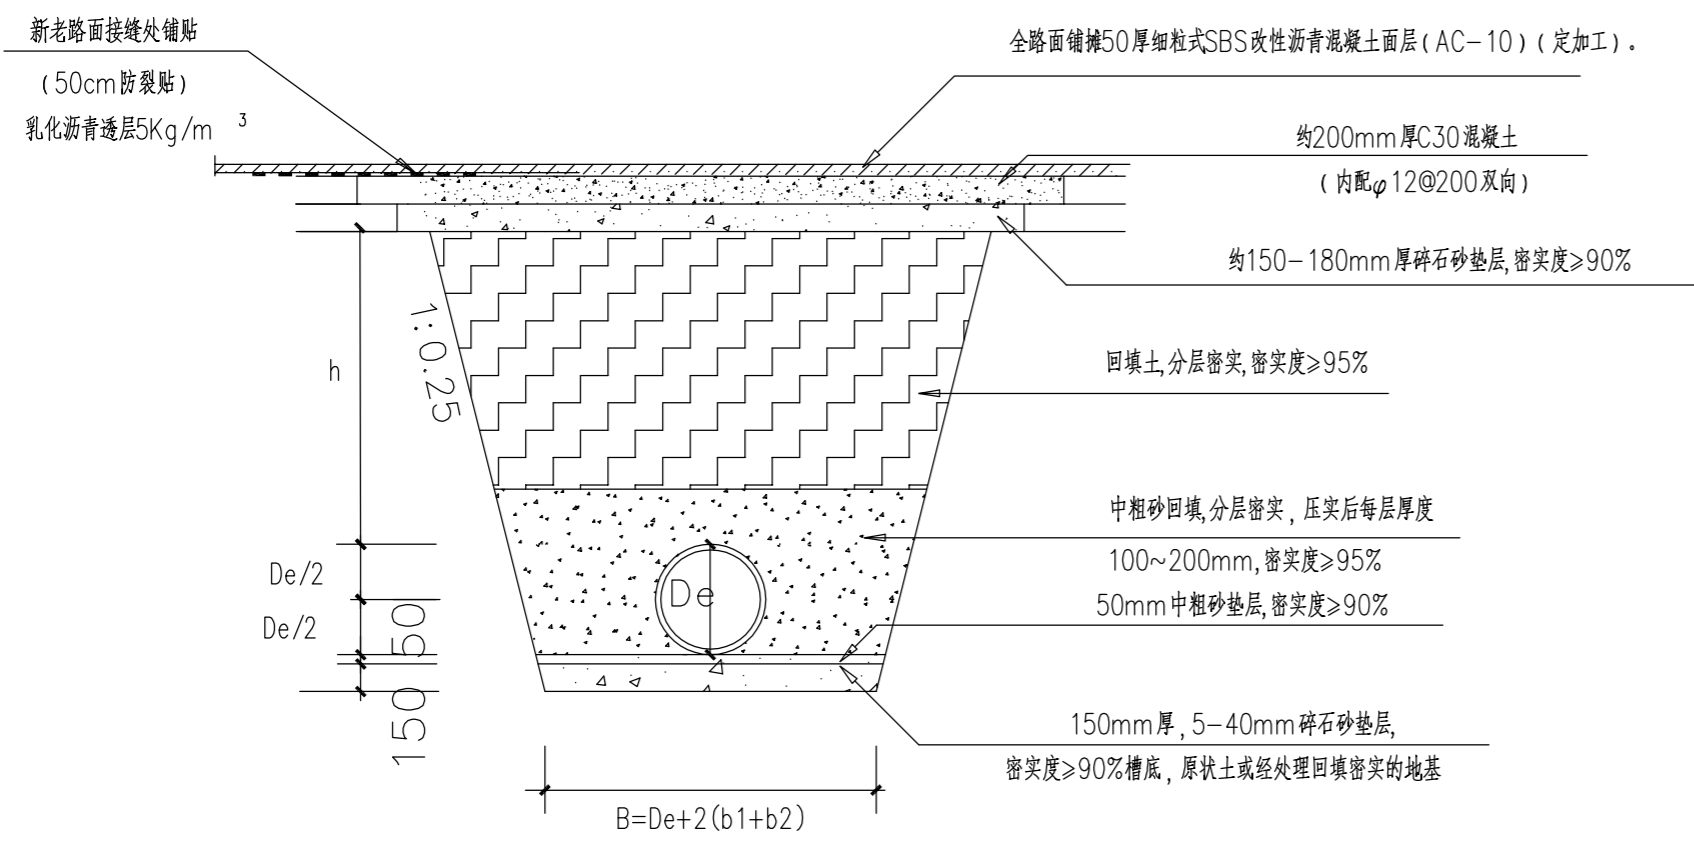 新老路面接缝处铺贴
(50cm防裂贴)
乳化沥青透层5Kg/m 3
全路面铺摊50厚细粒式SBS改性沥青混凝土面层(AC-10)(定加工)。
约200mm厚C30混凝土
(内配φ12@200双向)
约150-180mm厚碎石砂垫层,密实度≥90%
1:0.25
h
回填土,分层密实,密实度≥95%
中粗砂回填,分层密实,压实后每层厚度
100~200mm,密实度≥95%
50mm中粗砂垫层,密实度≥90%
De/2
De/2
De
50
150
150mm厚,5-40mm碎石砂垫层,
密实度≥90%槽底,原状土或经处理回填密实的地基
B=De+2(b1+b2)